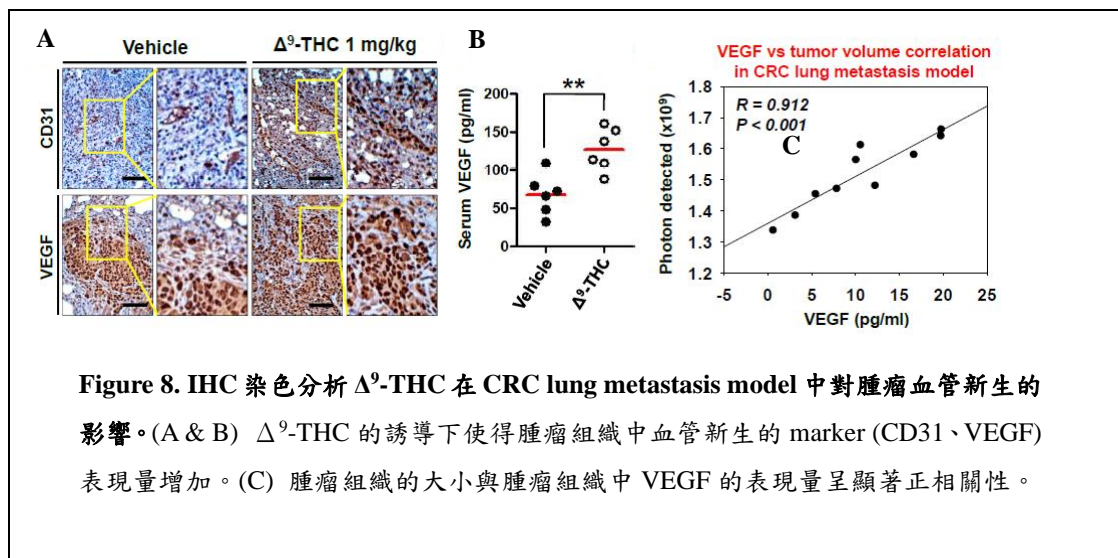 A
Vehicle
Δ⁹-THC 1 mg/kg
CD31
VEGF
B
**
Serum VEGF (pg/ml)
200
150
100
50
0
Vehicle
Δ⁹-THC
VEGF vs tumor volume correlation
in CRC lung metastasis model
R = 0.912
P < 0.001
C
Photon detected (x10⁹)
1.8
1.7
1.6
1.5
1.4
1.3
1.2
-5 0 5 10 15 20 25
VEGF (pg/ml)
Figure 8. IHC 染色分析 Δ⁹-THC 在 CRC lung metastasis model 中對腫瘤血管新生的
影響。(A & B) △⁹-THC 的誘導下使得腫瘤組織中血管新生的 marker (CD31、VEGF)
表現量增加。(C) 腫瘤組織的大小與腫瘤組織中 VEGF 的表現量呈顯著正相關性。